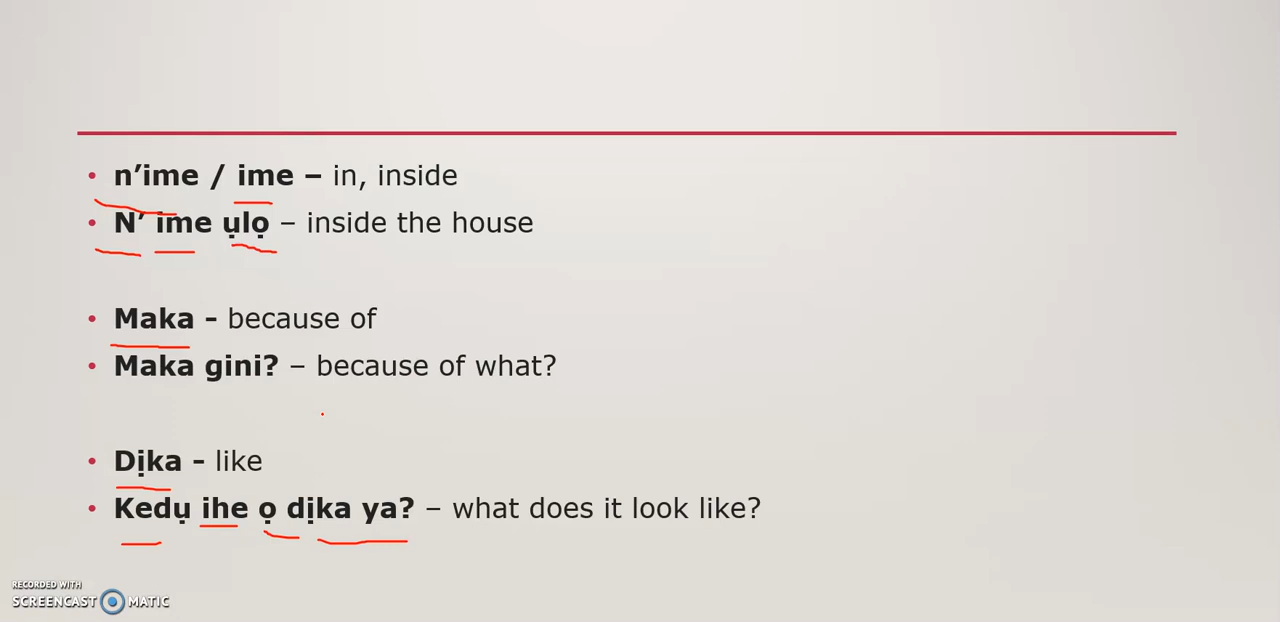 n’ime / ime – in, inside
N’ ime ụlọ – inside the house
Maka – because of
Maka gini? – because of what?
Dịka – like
Kedụ ihe ọ dịka ya? – what does it look like?
RECORDED WITH
SCREENCAST MATIC